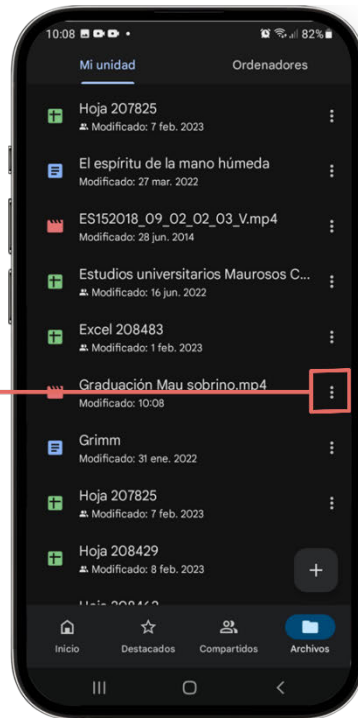 10:08
82%
Mi unidad
Ordenadores
Hoja 207825
Modificado: 7 feb. 2023
El espíritu de la mano húmeda
Modificado: 27 mar. 2022
ES152018_09_02_02_03_V.mp4
Modificado: 28 jun. 2014
Estudios universitarios Maurosos C...
Modificado: 16 jun. 2022
Excel 208483
Modificado: 1 feb. 2023
Graduación Mau sobrino.mp4
Modificado: 10:08
Grimm
Modificado: 31 ene. 2022
Hoja 207825
Modificado: 7 feb. 2023
Hoja 208429
Modificado: 8 feb. 2023
Inicio
Destacados
Compartidos
Archivos